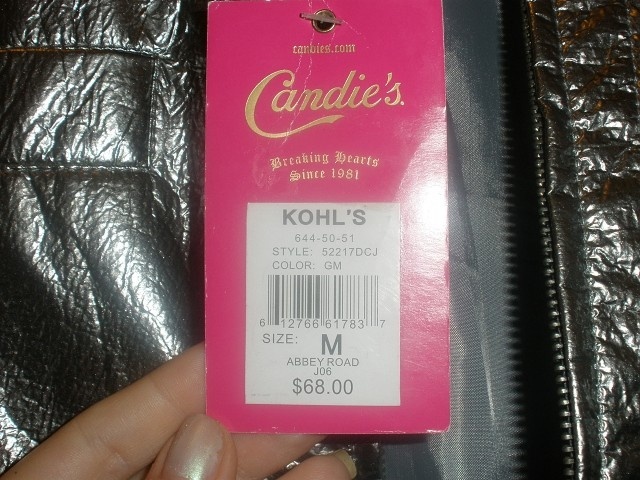 candies.com
Candie's.
Breaking Hearts
Since 1981
KOHL'S
644-50-51
STYLE: 52217DCJ
COLOR: GM
6 12766 61783 7
SIZE: M
ABBEY ROAD
J06
$68.00